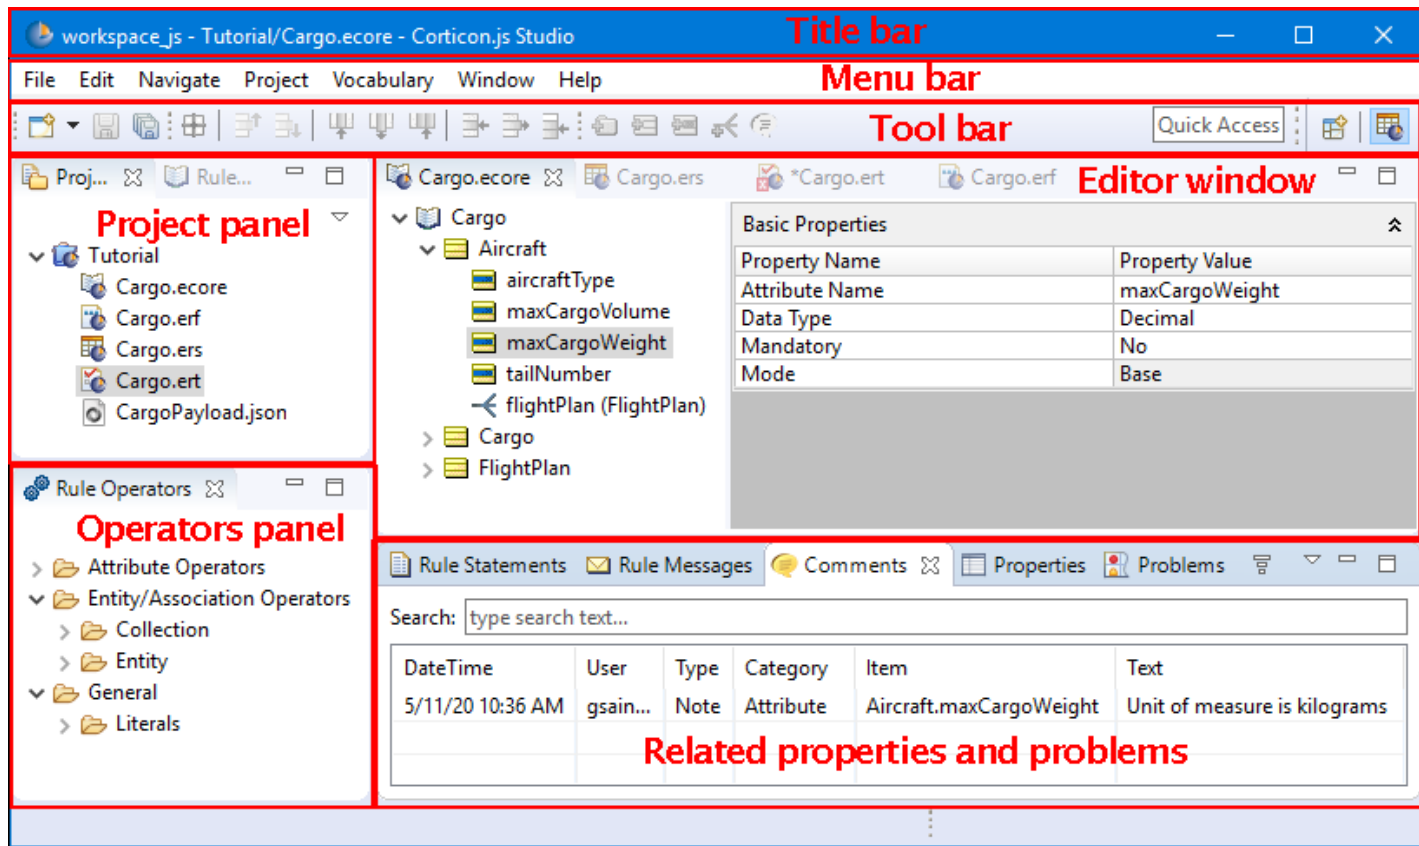 workspace_js - Tutorial/Cargo.ecore - Corticon.js Studio
Title bar
File Edit Navigate Project Vocabulary Window Help
Menu bar
Tool bar
Quick Access
Proj...
Rule...
Project panel
Tutorial
Cargo.ecore
Cargo.erf
Cargo.ers
Cargo.ert
CargoPayload.json
Cargo.ecore
Cargo.ers
*Cargo.ert
Cargo.erf
Editor window
Cargo
Aircraft
aircraftType
maxCargoVolume
maxCargoWeight
tailNumber
flightPlan (FlightPlan)
Cargo
FlightPlan
Basic Properties
Property Name Property Value
Attribute Name maxCargoWeight
Data Type Decimal
Mandatory No
Mode Base
Rule Operators
Operators panel
Attribute Operators
Entity/Association Operators
Collection
Entity
General
Literals
Rule Statements Rule Messages Comments Properties Problems
Search: type search text...
DateTime User Type Category Item Text
5/11/20 10:36 AM gsain... Note Attribute Aircraft.maxCargoWeight Unit of measure is kilograms
Related properties and problems